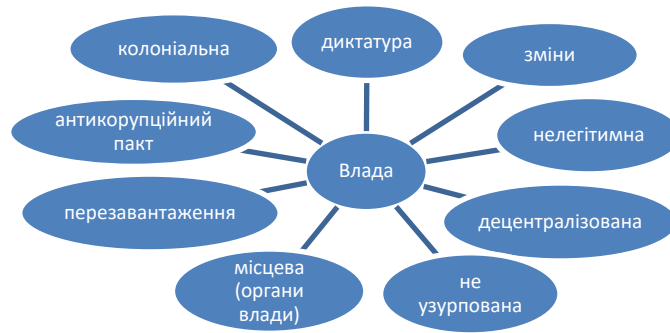 диктатура
колоніальна
зміни
антикорупційний
пакт
нелегітимна
Влада
перезавантаження
децентралізована
місцева
(органи
влади)
не
узурпована